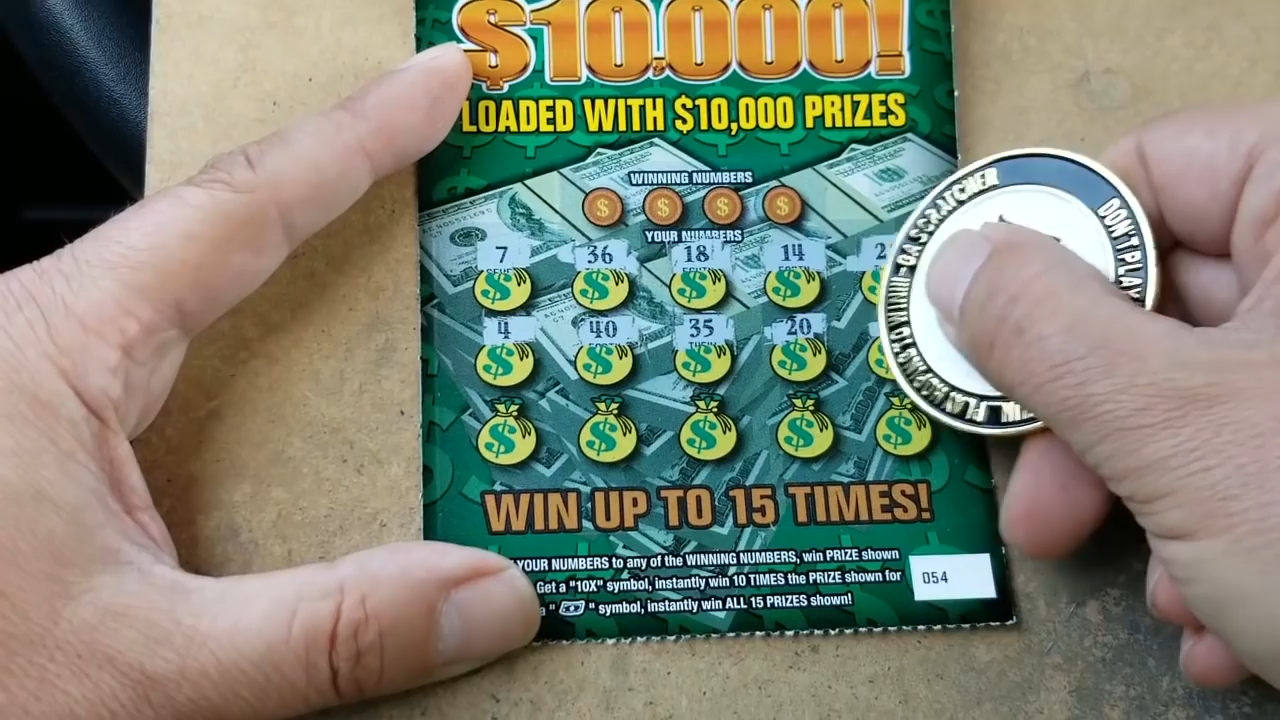 $10,000!
LOADED WITH $10,000 PRIZES
WINNING NUMBERS
$ $ $ $
YOUR NUMBERS
7 36 18 14
$ $ $ $
4 40 35 20
$ $ $ $
$ $ $ $ $
WIN UP TO 15 TIMES!
YOUR NUMBERS to any of the WINNING NUMBERS, win PRIZE shown
Get a "10X" symbol, instantly win 10 TIMES the PRIZE shown for
a " " symbol, instantly win ALL 15 PRIZES shown!
054
SCRATCHER
DON'T PLAY